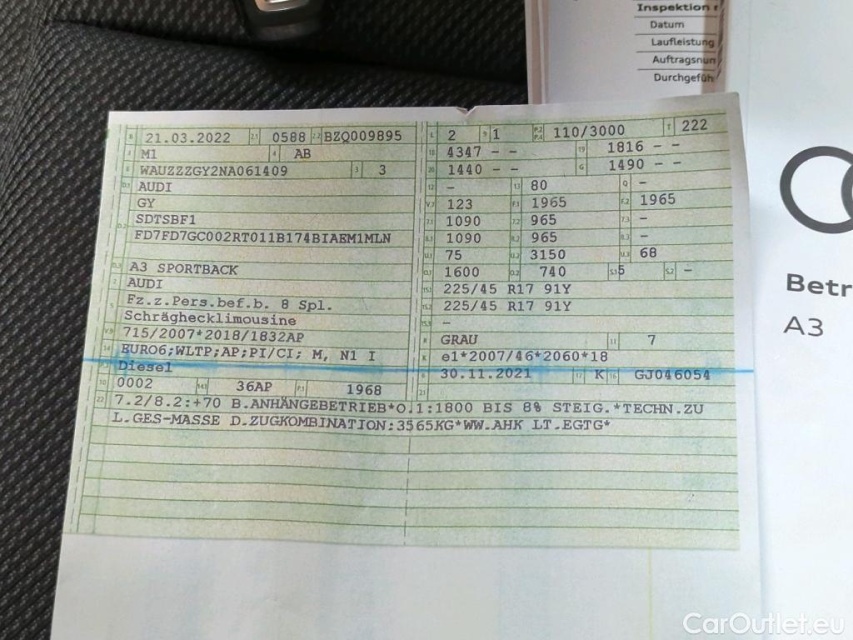 Inspektion
Datum
Laufleistung
Auftragsnun
Durchgefüh
21.03.2022 0588 BZQ009895
M1 AB
WAUZZZGY2NA061409 3
AUDI
GY
SDTSBF1
FD7FD7GC002RT011B174BIAEM1MLN
A3 SPORTBACK
AUDI
Fz.z.Pers.bef.b. 8 Spl.
Schräghecklimousine
715/2007*2018/1832AP
EURO6;WLTP;AP;PI/CI; M, N1 I
Diesel
0002 36AP 1968
2 1 110/3000 222
4347 - - 1816 - -
1440 - - 1490 - -
- 80 -
123 1965 1965
1090 965 -
1090 965 -
75 3150 68
1600 740 5 -
225/45 R17 91Y
225/45 R17 91Y
-
GRAU 7
e1*2007/46*2060*18
30.11.2021 K GJ046054
7.2/8.2:+70 B.ANHÄNGEBETRIEB*O.1:1800 BIS 8% STEIG.*TECHN.ZU
L.GES-MASSE D.ZUGKOMBINATION:3565KG*WW.AHK LT.EGTG*
Betr
A3
CarOutlet.eu